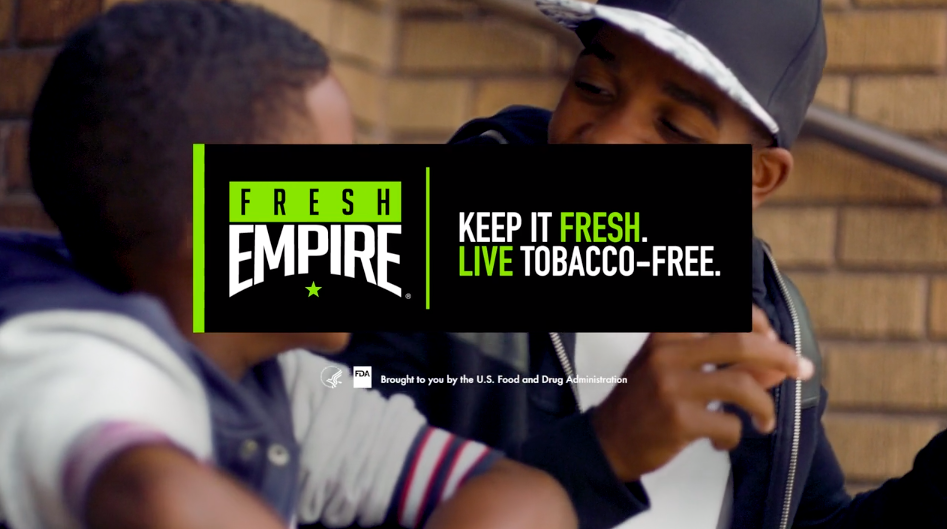 FRESH
EMPIRE
®
KEEP IT FRESH.
LIVE TOBACCO-FREE.
FDA
Brought to you by the U.S. Food and Drug Administration